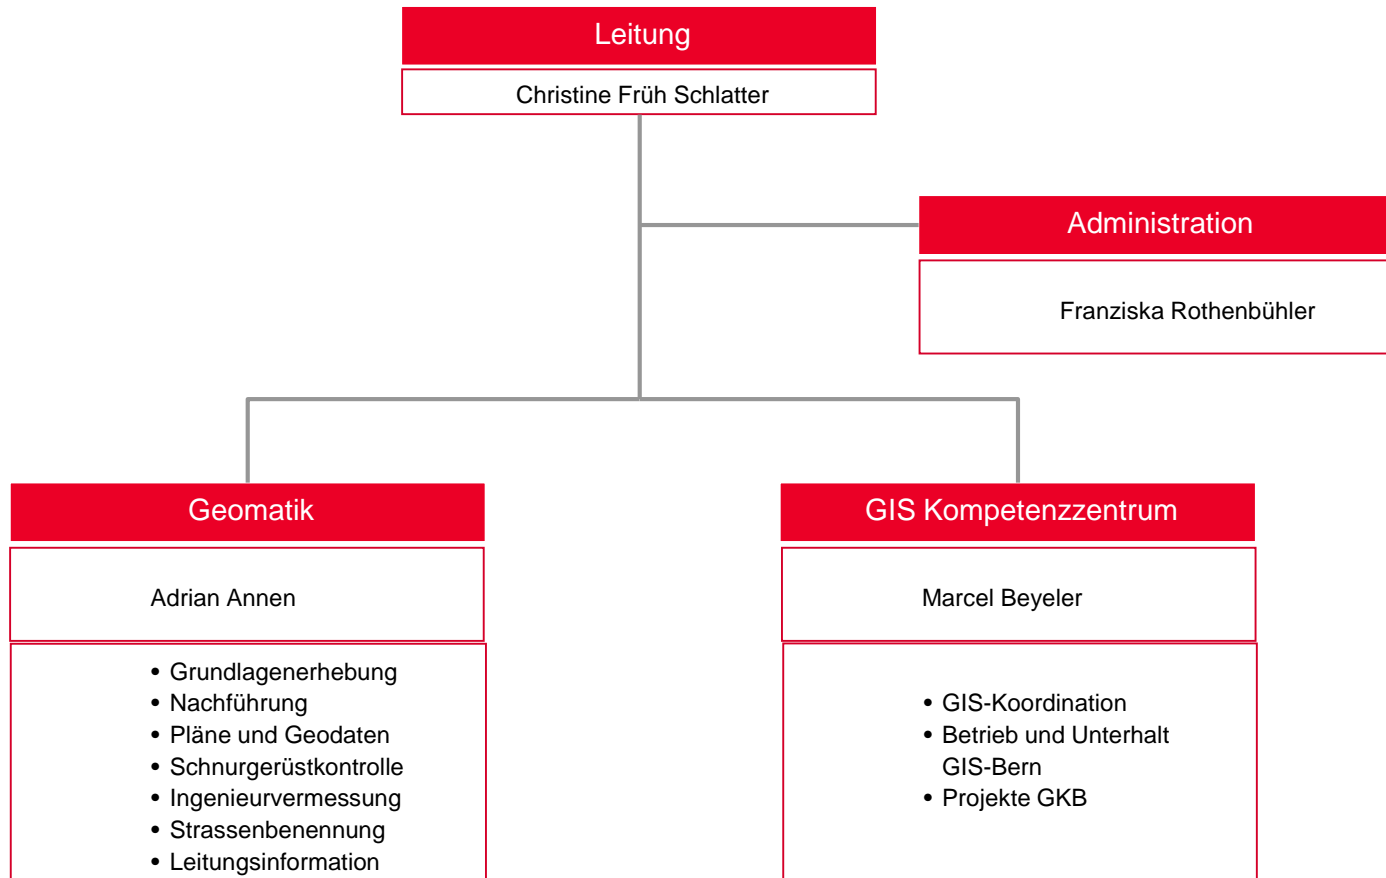 Leitung
Christine Früh Schlatter
Administration
Franziska Rothenbühler
Geomatik
Adrian Annen
• Grundlagenerhebung
• Nachführung
• Pläne und Geodaten
• Schnurgerüstkontrolle
• Ingenieurvermessung
• Strassenbenennung
• Leitungsinformation
GIS Kompetenzzentrum
Marcel Beyeler
• GIS-Koordination
• Betrieb und Unterhalt
GIS-Bern
• Projekte GKB